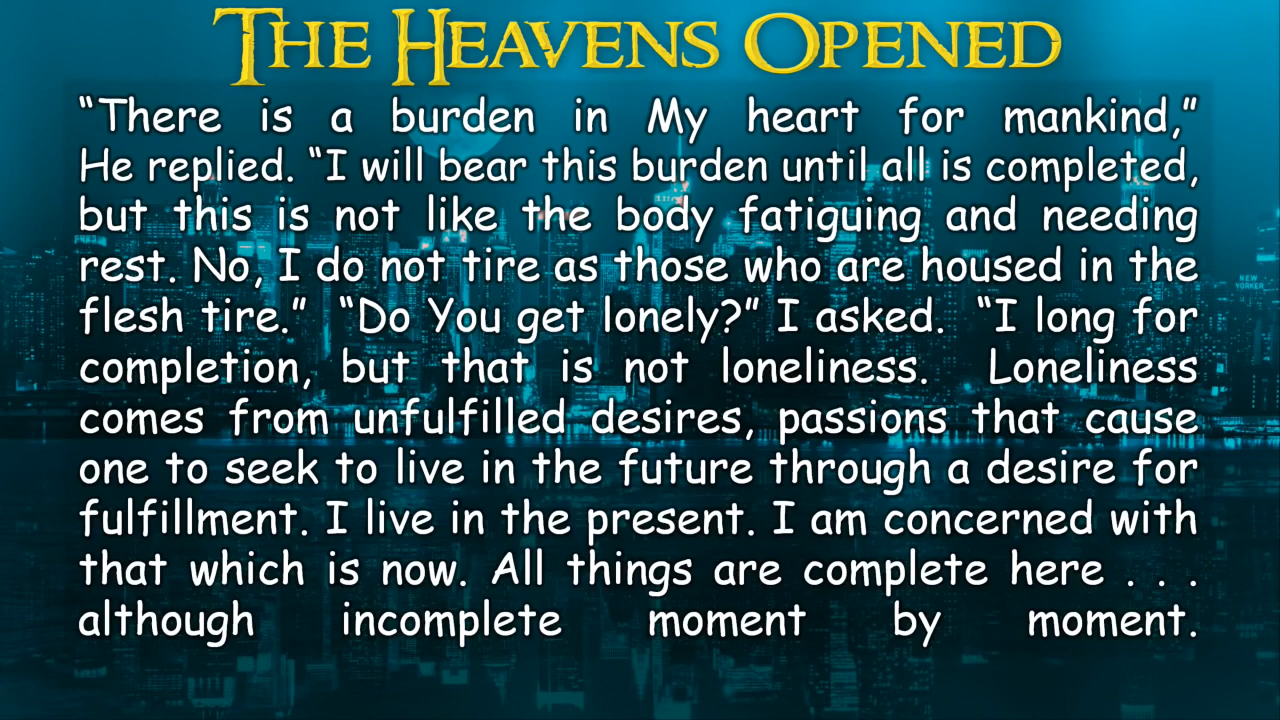 THE HEAVENS OPENED
“There is a burden in My heart for mankind,”
He replied. “I will bear this burden until all is completed,
but this is not like the body fatiguing and needing
rest. No, I do not tire as those who are housed in the
flesh tire.” “Do You get lonely?” I asked. “I long for
completion, but that is not loneliness. Loneliness
comes from unfulfilled desires, passions that cause
one to seek to live in the future through a desire for
fulfillment. I live in the present. I am concerned with
that which is now. All things are complete here . . .
although incomplete moment by moment.
NEW
YORKER